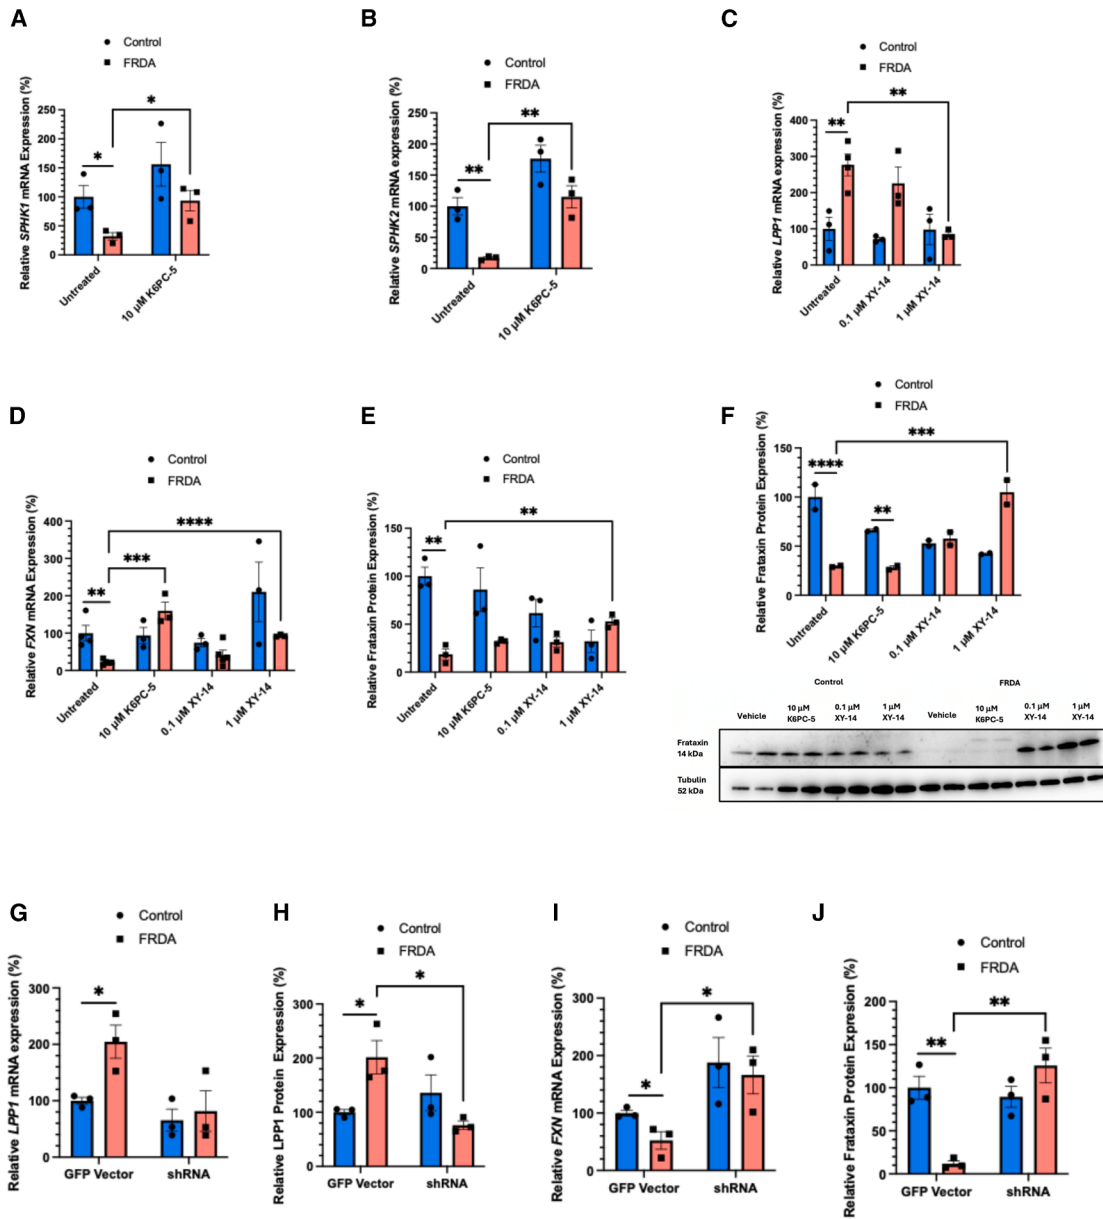 A
Control
FRDA
Relative SPHK1 mRNA Expression (%)
250
200
150
100
50
0
*
*
Untreated
10 µM K6PC-5
B
Control
FRDA
Relative SPHK2 mRNA expression (%)
250
200
150
100
50
0
**
**
Untreated
10 µM K6PC-5
C
Control
FRDA
Relative LPP1 mRNA expression (%)
400
300
200
100
0
**
**
Untreated
0.1 µM XY-14
1 µM XY-14
D
Control
FRDA
Relative FXN mRNA Expression (%)
400
300
200
100
0
**
***
****
Untreated
10 µM K6PC-5
0.1 µM XY-14
1 µM XY-14
E
Control
FRDA
Relative Frataxin Protein Expresion (%)
150
100
50
0
**
**
Untreated
10 µM K6PC-5
0.1 µM XY-14
1 µM XY-14
F
Control
FRDA
Relative Frataxin Protein Expresion (%)
150
100
50
0
****
**
***
Untreated
10 µM K6PC-5
0.1 µM XY-14
1 µM XY-14
Control
FRDA
Vehicle
10 µM
K6PC-5
0.1 µM
XY-14
1 µM
XY-14
Vehicle
10 µM
K6PC-5
0.1 µM
XY-14
1 µM
XY-14
Frataxin
14 kDa
Tubulin
52 kDa
G
Control
FRDA
Relative LPP1 mRNA expression (%)
300
200
100
0
*
GFP Vector
shRNA
H
Control
FRDA
Relative LPP1 Protein Expression (%)
300
200
100
0
*
*
GFP Vector
shRNA
I
Control
FRDA
Relative FXN mRNA Expression (%)
300
200
100
0
*
*
GFP Vector
shRNA
J
Control
FRDA
Relative Frataxin Protein Expresion (%)
200
150
100
50
0
**
**
GFP Vector
shRNA